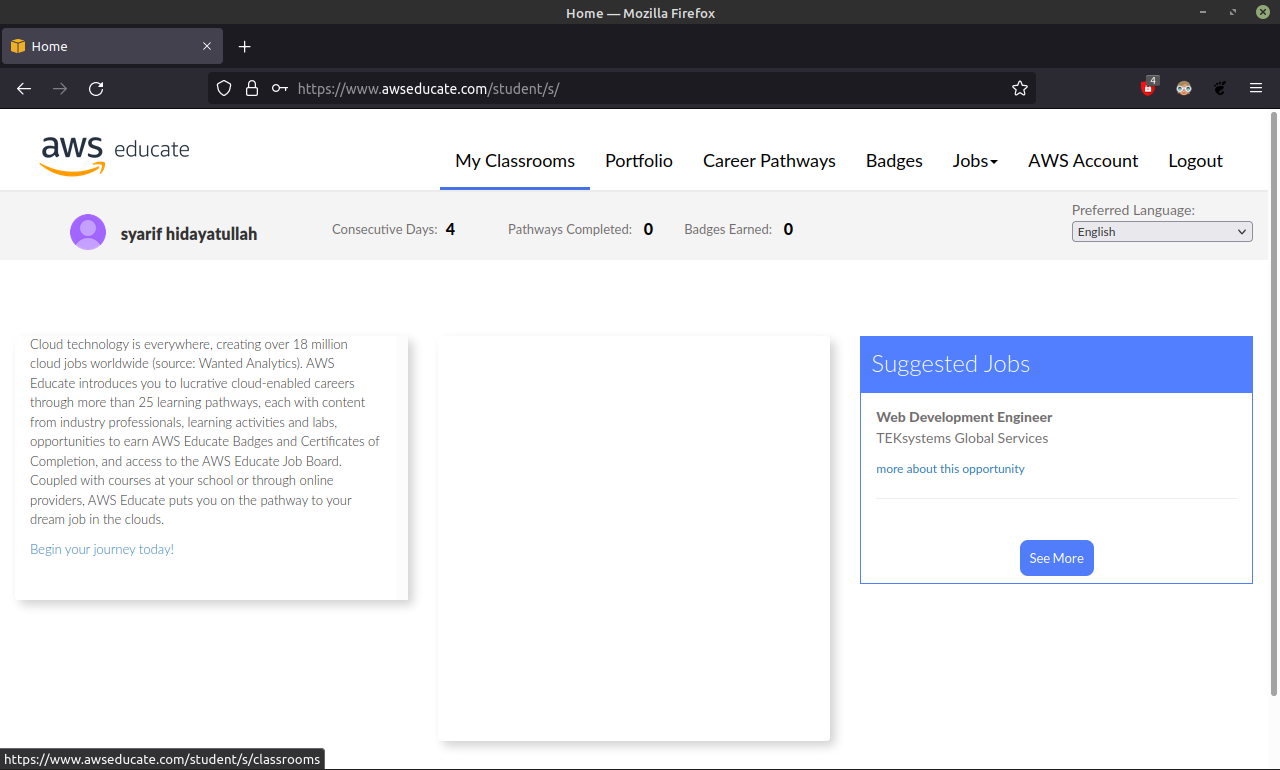 Home — Mozilla Firefox
Home
https://www.awseducate.com/student/s/
4
aws educate
My Classrooms
Portfolio
Career Pathways
Badges
Jobs
AWS Account
Logout
syarif hidayatullah
Consecutive Days: 4
Pathways Completed: 0
Badges Earned: 0
Preferred Language:
English
Cloud technology is everywhere, creating over 18 million
cloud jobs worldwide (source: Wanted Analytics). AWS
Educate introduces you to lucrative cloud-enabled careers
through more than 25 learning pathways, each with content
from industry professionals, learning activities and labs,
opportunities to earn AWS Educate Badges and Certificates of
Completion, and access to the AWS Educate Job Board.
Coupled with courses at your school or through online
providers, AWS Educate puts you on the pathway to your
dream job in the clouds.
Begin your journey today!
Suggested Jobs
Web Development Engineer
TEKsystems Global Services
more about this opportunity
See More
https://www.awseducate.com/student/s/classrooms